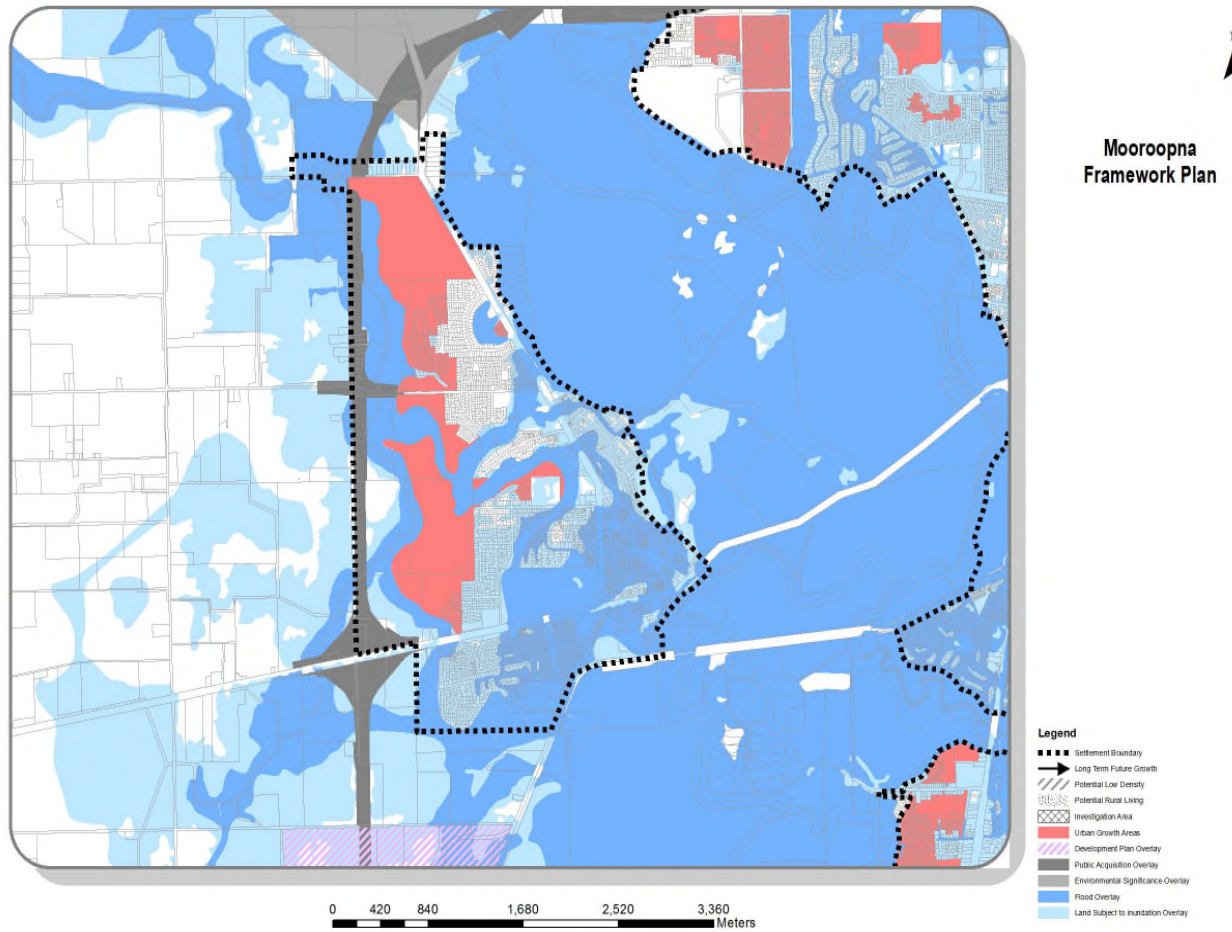 Mooroopna
Framework Plan
Legend
Settlement Boundary
Long Term Future Growth
Potential Low Density
Potential Rural Living
Investigation Area
Urban Growth Areas
Development Plan Overlay
Public Acquisition Overlay
Environmental Significance Overlay
Flood Overlay
Land Subject to inundation Overlay
0 420 840 1,680 2,520 3,360
Meters